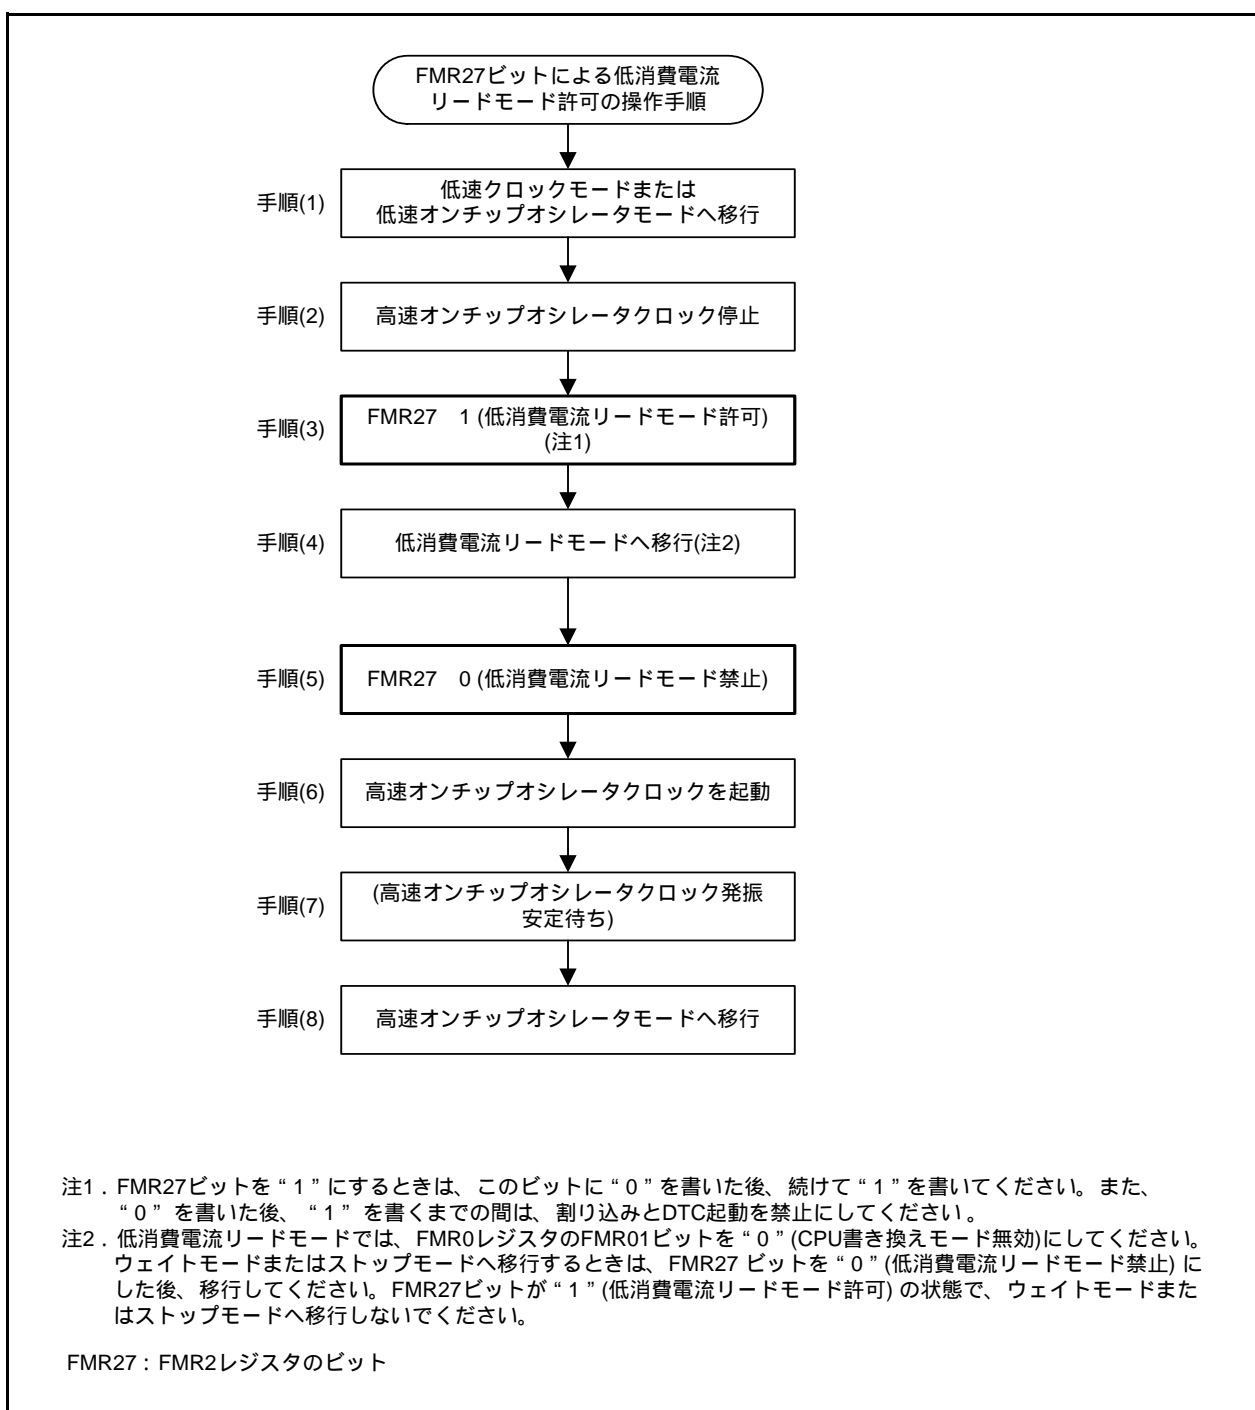 FMR27ビットによる低消費電流
リードモード許可の操作手順
手順(1)
低速クロックモードまたは
低速オンチップオシレータモードへ移行
手順(2)
高速オンチップオシレータクロック停止
手順(3)
FMR27　1 (低消費電流リードモード許可)
(注1)
手順(4)
低消費電流リードモードへ移行(注2)
手順(5)
FMR27　0 (低消費電流リードモード禁止)
手順(6)
高速オンチップオシレータクロックを起動
手順(7)
(高速オンチップオシレータクロック発振
安定待ち)
手順(8)
高速オンチップオシレータモードへ移行
注1．FMR27ビットを“1”にするときは、このビットに“0”を書いた後、続けて“1”を書いてください。また、
“0” を書いた後、 “1” を書くまでの間は、割り込みとDTC起動を禁止にしてください。
注2．低消費電流リードモードでは、FMR0レジスタのFMR01ビットを“0”(CPU書き換えモード無効)にしてください。
ウェイトモードまたはストップモードへ移行するときは、FMR27 ビットを“0”(低消費電流リードモード禁止) に
した後、移行してください。FMR27ビットが“1”(低消費電流リードモード許可) の状態で、ウェイトモードまた
はストップモードへ移行しないでください。
FMR27：FMR2レジスタのビット